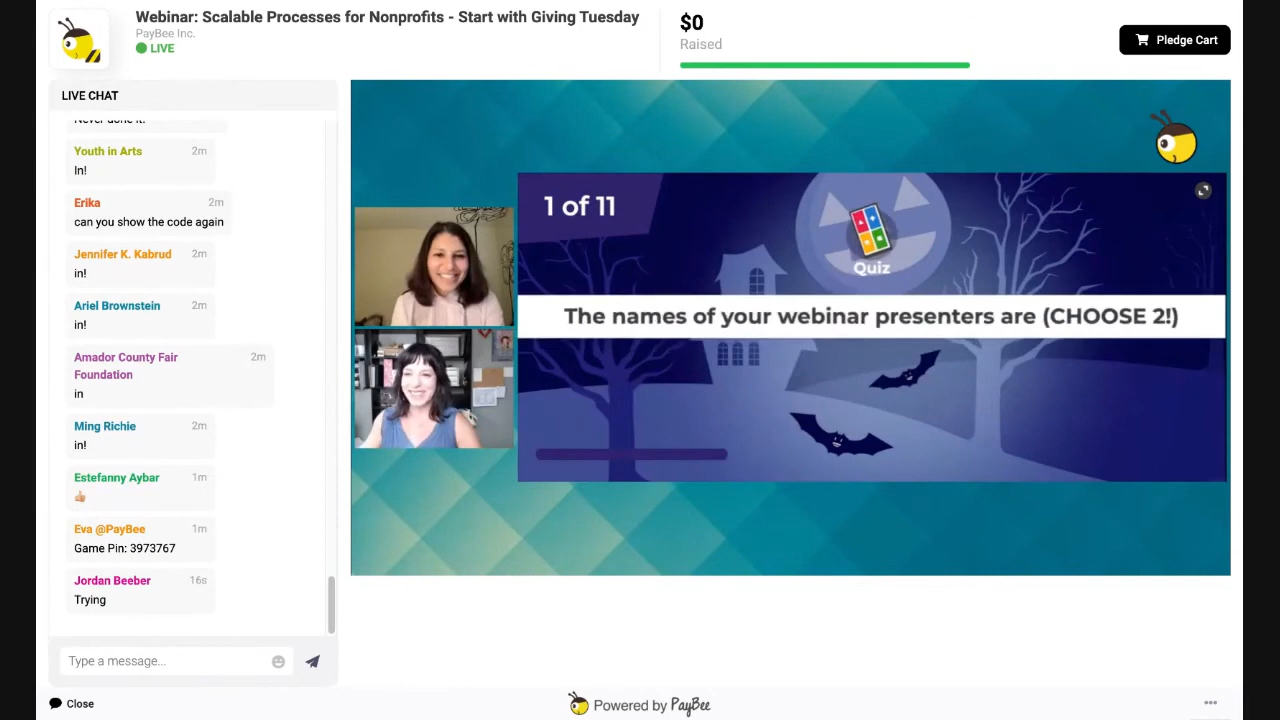 Webinar: Scalable Processes for Nonprofits - Start with Giving Tuesday
PayBee Inc.
LIVE
$0
Raised
Pledge Cart
LIVE CHAT
Never done it!
Youth in Arts 2m
In!
Erika 2m
can you show the code again
Jennifer K. Kabrud 2m
in!
Ariel Brownstein 2m
in!
Amador County Fair 2m
Foundation
in
Ming Richie 2m
in!
Estefanny Aybar 1m
Eva @PayBee 1m
Game Pin: 3973767
Jordan Beeber 16s
Trying
Type a message...
Close
1 of 11
Quiz
The names of your webinar presenters are (CHOOSE 2!)
Powered by PayBee